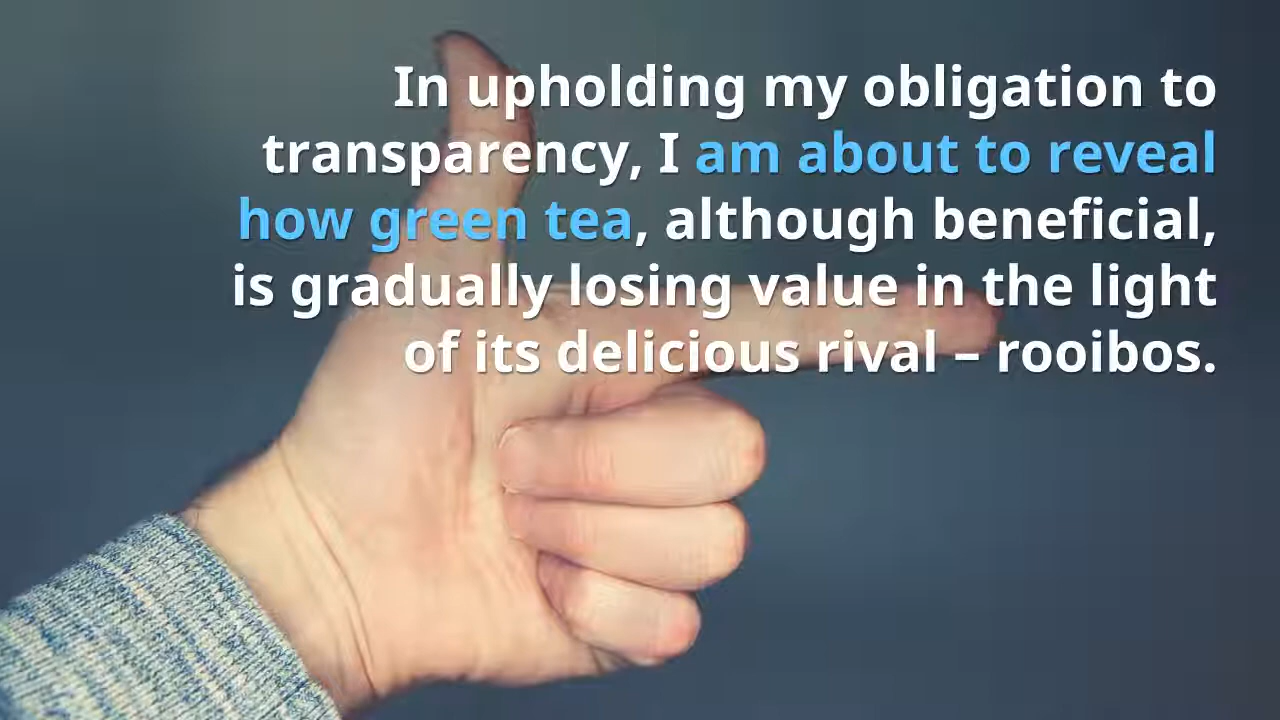 In upholding my obligation to
transparency, I am about to reveal
how green tea, although beneficial,
is gradually losing value in the light
of its delicious rival – rooibos.